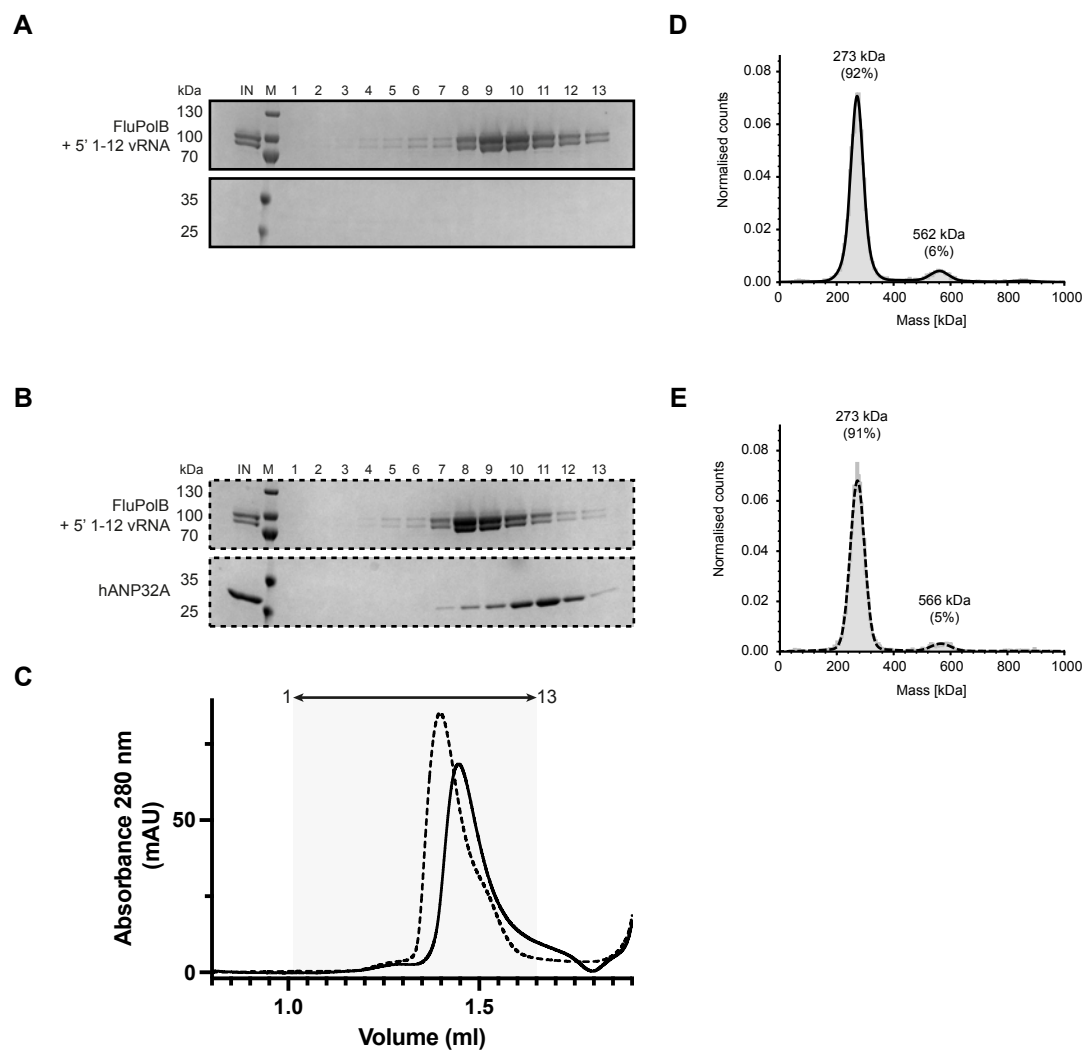 A
kDa IN M 1 2 3 4 5 6 7 8 9 10 11 12 13
FluPolB
+ 5' 1-12 vRNA
130
100
70
35
25
B
kDa IN M 1 2 3 4 5 6 7 8 9 10 11 12 13
FluPolB
+ 5' 1-12 vRNA
130
100
70
hANP32A
35
25
C
1 13
Absorbance 280 nm
(mAU)
50
0
1.0 1.5
Volume (ml)
D
273 kDa
(92%)
562 kDa
(6%)
Normalised counts
0.08
0.06
0.04
0.02
0.00
0 200 400 600 800 1000
Mass [kDa]
E
273 kDa
(91%)
566 kDa
(5%)
Normalised counts
0.08
0.06
0.04
0.02
0.00
0 200 400 600 800 1000
Mass [kDa]